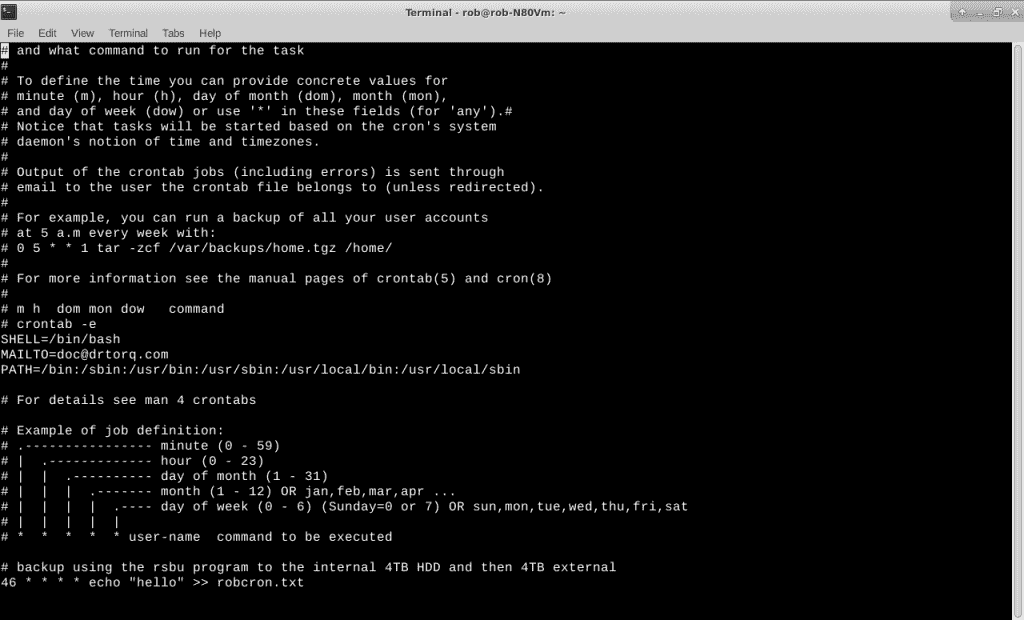 Terminal - rob@rob-N80Vm: ~
File Edit View Terminal Tabs Help
# and what command to run for the task
#
# To define the time you can provide concrete values for
# minute (m), hour (h), day of month (dom), month (mon),
# and day of week (dow) or use '*' in these fields (for 'any').#
# Notice that tasks will be started based on the cron's system
# daemon's notion of time and timezones.
#
# Output of the crontab jobs (including errors) is sent through
# email to the user the crontab file belongs to (unless redirected).
#
# For example, you can run a backup of all your user accounts
# at 5 a.m every week with:
# 0 5 * * 1 tar -zcf /var/backups/home.tgz /home/
#
# For more information see the manual pages of crontab(5) and cron(8)
#
# m h  dom mon dow   command
# crontab -e
SHELL=/bin/bash
MAILTO=doc@drtorq.com
PATH=/bin:/sbin:/usr/bin:/usr/sbin:/usr/local/bin:/usr/local/sbin

# For details see man 4 crontabs

# Example of job definition:
# .---------------- minute (0 - 59)
# |  .------------- hour (0 - 23)
# |  |  .---------- day of month (1 - 31)
# |  |  |  .------- month (1 - 12) OR jan,feb,mar,apr ...
# |  |  |  |  .---- day of week (0 - 6) (Sunday=0 or 7) OR sun,mon,tue,wed,thu,fri,sat
# |  |  |  |  |
# *  *  *  *  * user-name  command to be executed

# backup using the rsbu program to the internal 4TB HDD and then 4TB external
46 * * * * echo "hello" >> robcron.txt